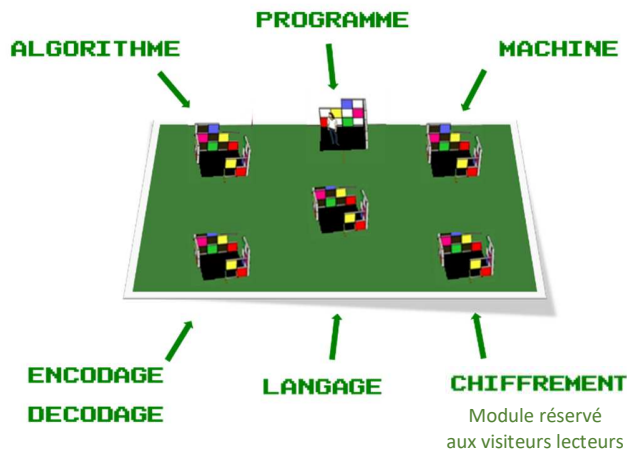 PROGRAMME
ALGORITHME
MACHINE
ENCODAGE
DECODAGE
LANGAGE
CHIFFREMENT
Module réservé
aux visiteurs lecteurs